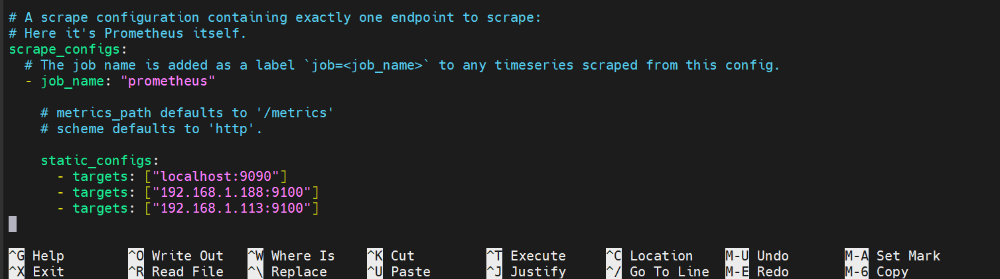 # A scrape configuration containing exactly one endpoint to scrape:
# Here it's Prometheus itself.
scrape_configs:
  # The job name is added as a label `job=<job_name>` to any timeseries scraped from this config.
  - job_name: "prometheus"

    # metrics_path defaults to '/metrics'
    # scheme defaults to 'http'.

    static_configs:
      - targets: ["localhost:9090"]
      - targets: ["192.168.1.188:9100"]
      - targets: ["192.168.1.113:9100"]

^G Help ^O Write Out ^W Where Is ^K Cut ^T Execute ^C Location M-U Undo M-A Set Mark
^X Exit ^R Read File ^\ Replace ^U Paste ^J Justify ^/ Go To Line M-E Redo M-6 Copy